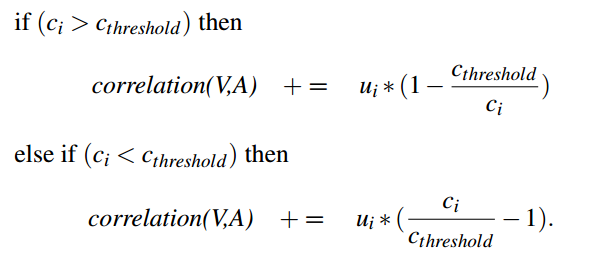 if (c_i > c_threshold) then
correlation(V,A) += u_i * (1 − c_threshold / c_i)
else if (c_i < c_threshold) then
correlation(V,A) += u_i * (c_i / c_threshold − 1).